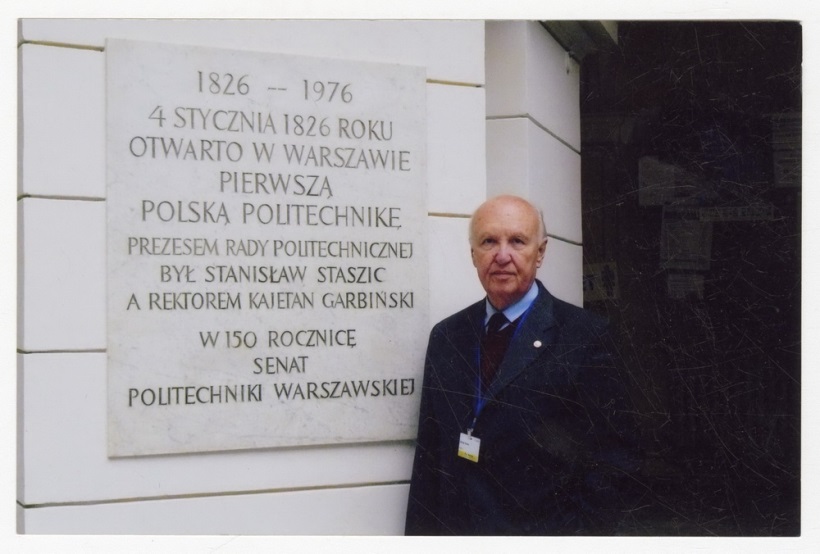 1826 -- 1976
4 STYCZNIA 1826 ROKU
OTWARTO W WARSZAWIE
PIERWSZĄ
POLSKĄ POLITECHNIKĘ
PREZESEM RADY POLITECHNICZNEJ
BYŁ STANISŁAW STASZIC
A REKTOREM KAJETAN GARBIŃSKI
W 150 ROCZNICĘ
SENAT
POLITECHNIKI WARSZAWSKIEJ